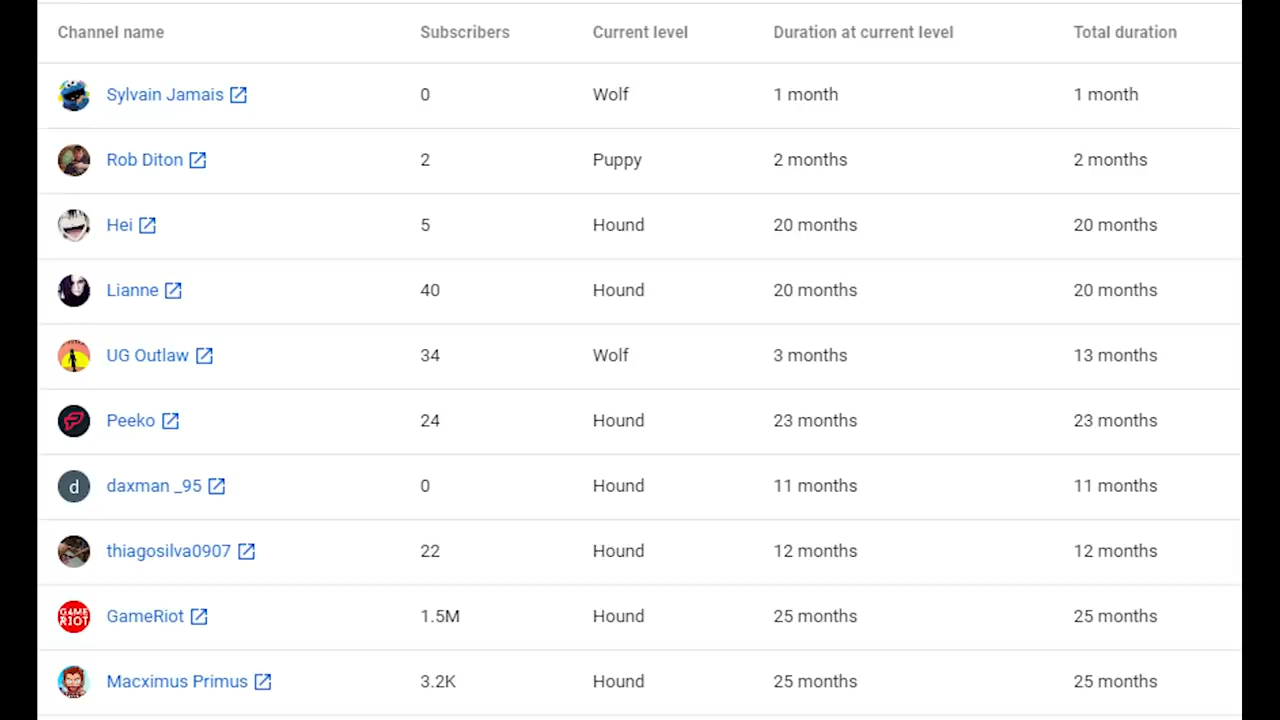 Channel name Subscribers Current level Duration at current level Total duration
Sylvain Jamais 0 Wolf 1 month 1 month
Rob Diton 2 Puppy 2 months 2 months
Hei 5 Hound 20 months 20 months
Lianne 40 Hound 20 months 20 months
UG Outlaw 34 Wolf 3 months 13 months
Peeko 24 Hound 23 months 23 months
d daxman _95 0 Hound 11 months 11 months
thiagosilva0907 22 Hound 12 months 12 months
GAME RIOT GameRiot 1.5M Hound 25 months 25 months
Macximus Primus 3.2K Hound 25 months 25 months